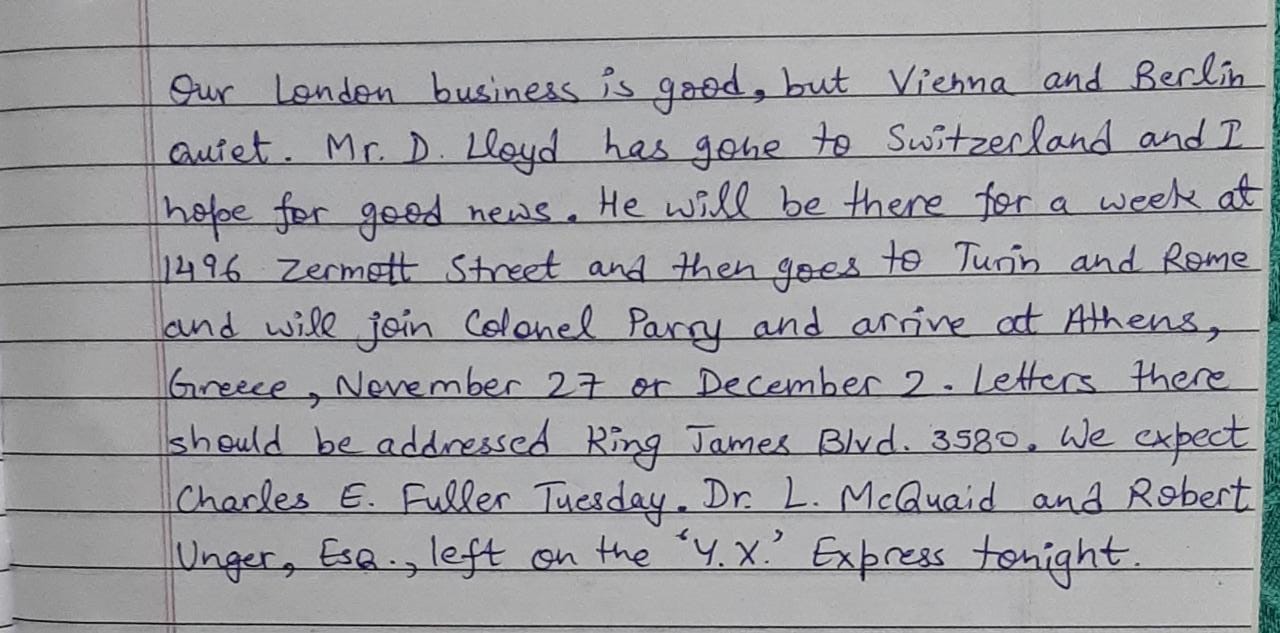 Our London business is good, but Vienna and Berlin
quiet. Mr. D. Lloyd has gone to Switzerland and I
hope for good news. He will be there for a week at
1496 Zermott Street and then goes to Turin and Rome
and will join Colonel Parry and arrive at Athens,
Greece, November 27 or December 2. Letters there
should be addressed King James Blvd. 3580. We expect
Charles E. Fuller Tuesday. Dr. L. McQuaid and Robert
Unger, Esq., left on the 'Y.X.' Express tonight.